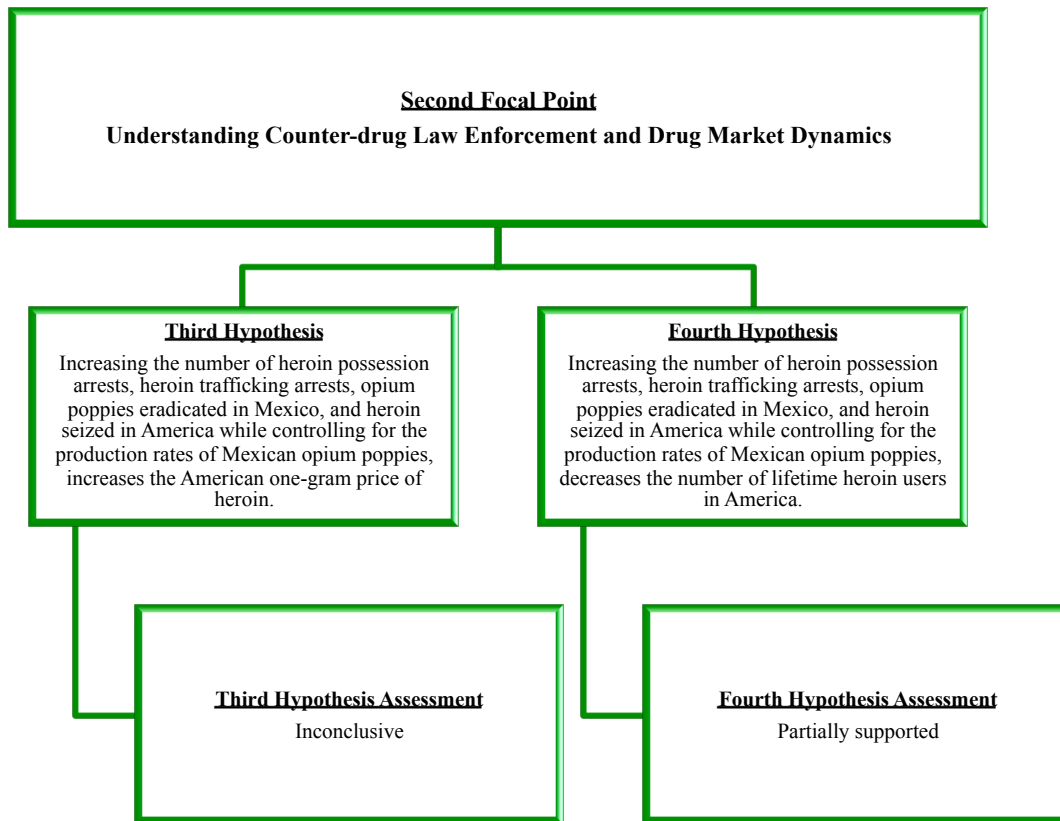 Second Focal Point
Understanding Counter-drug Law Enforcement and Drug Market Dynamics
Third Hypothesis
Increasing the number of heroin possession
arrests, heroin trafficking arrests, opium
poppies eradicated in Mexico, and heroin
seized in America while controlling for the
production rates of Mexican opium poppies,
increases the American one-gram price of
heroin.
Fourth Hypothesis
Increasing the number of heroin possession
arrests, heroin trafficking arrests, opium
poppies eradicated in Mexico, and heroin
seized in America while controlling for the
production rates of Mexican opium poppies,
decreases the number of lifetime heroin users
in America.
Third Hypothesis Assessment
Inconclusive
Fourth Hypothesis Assessment
Partially supported